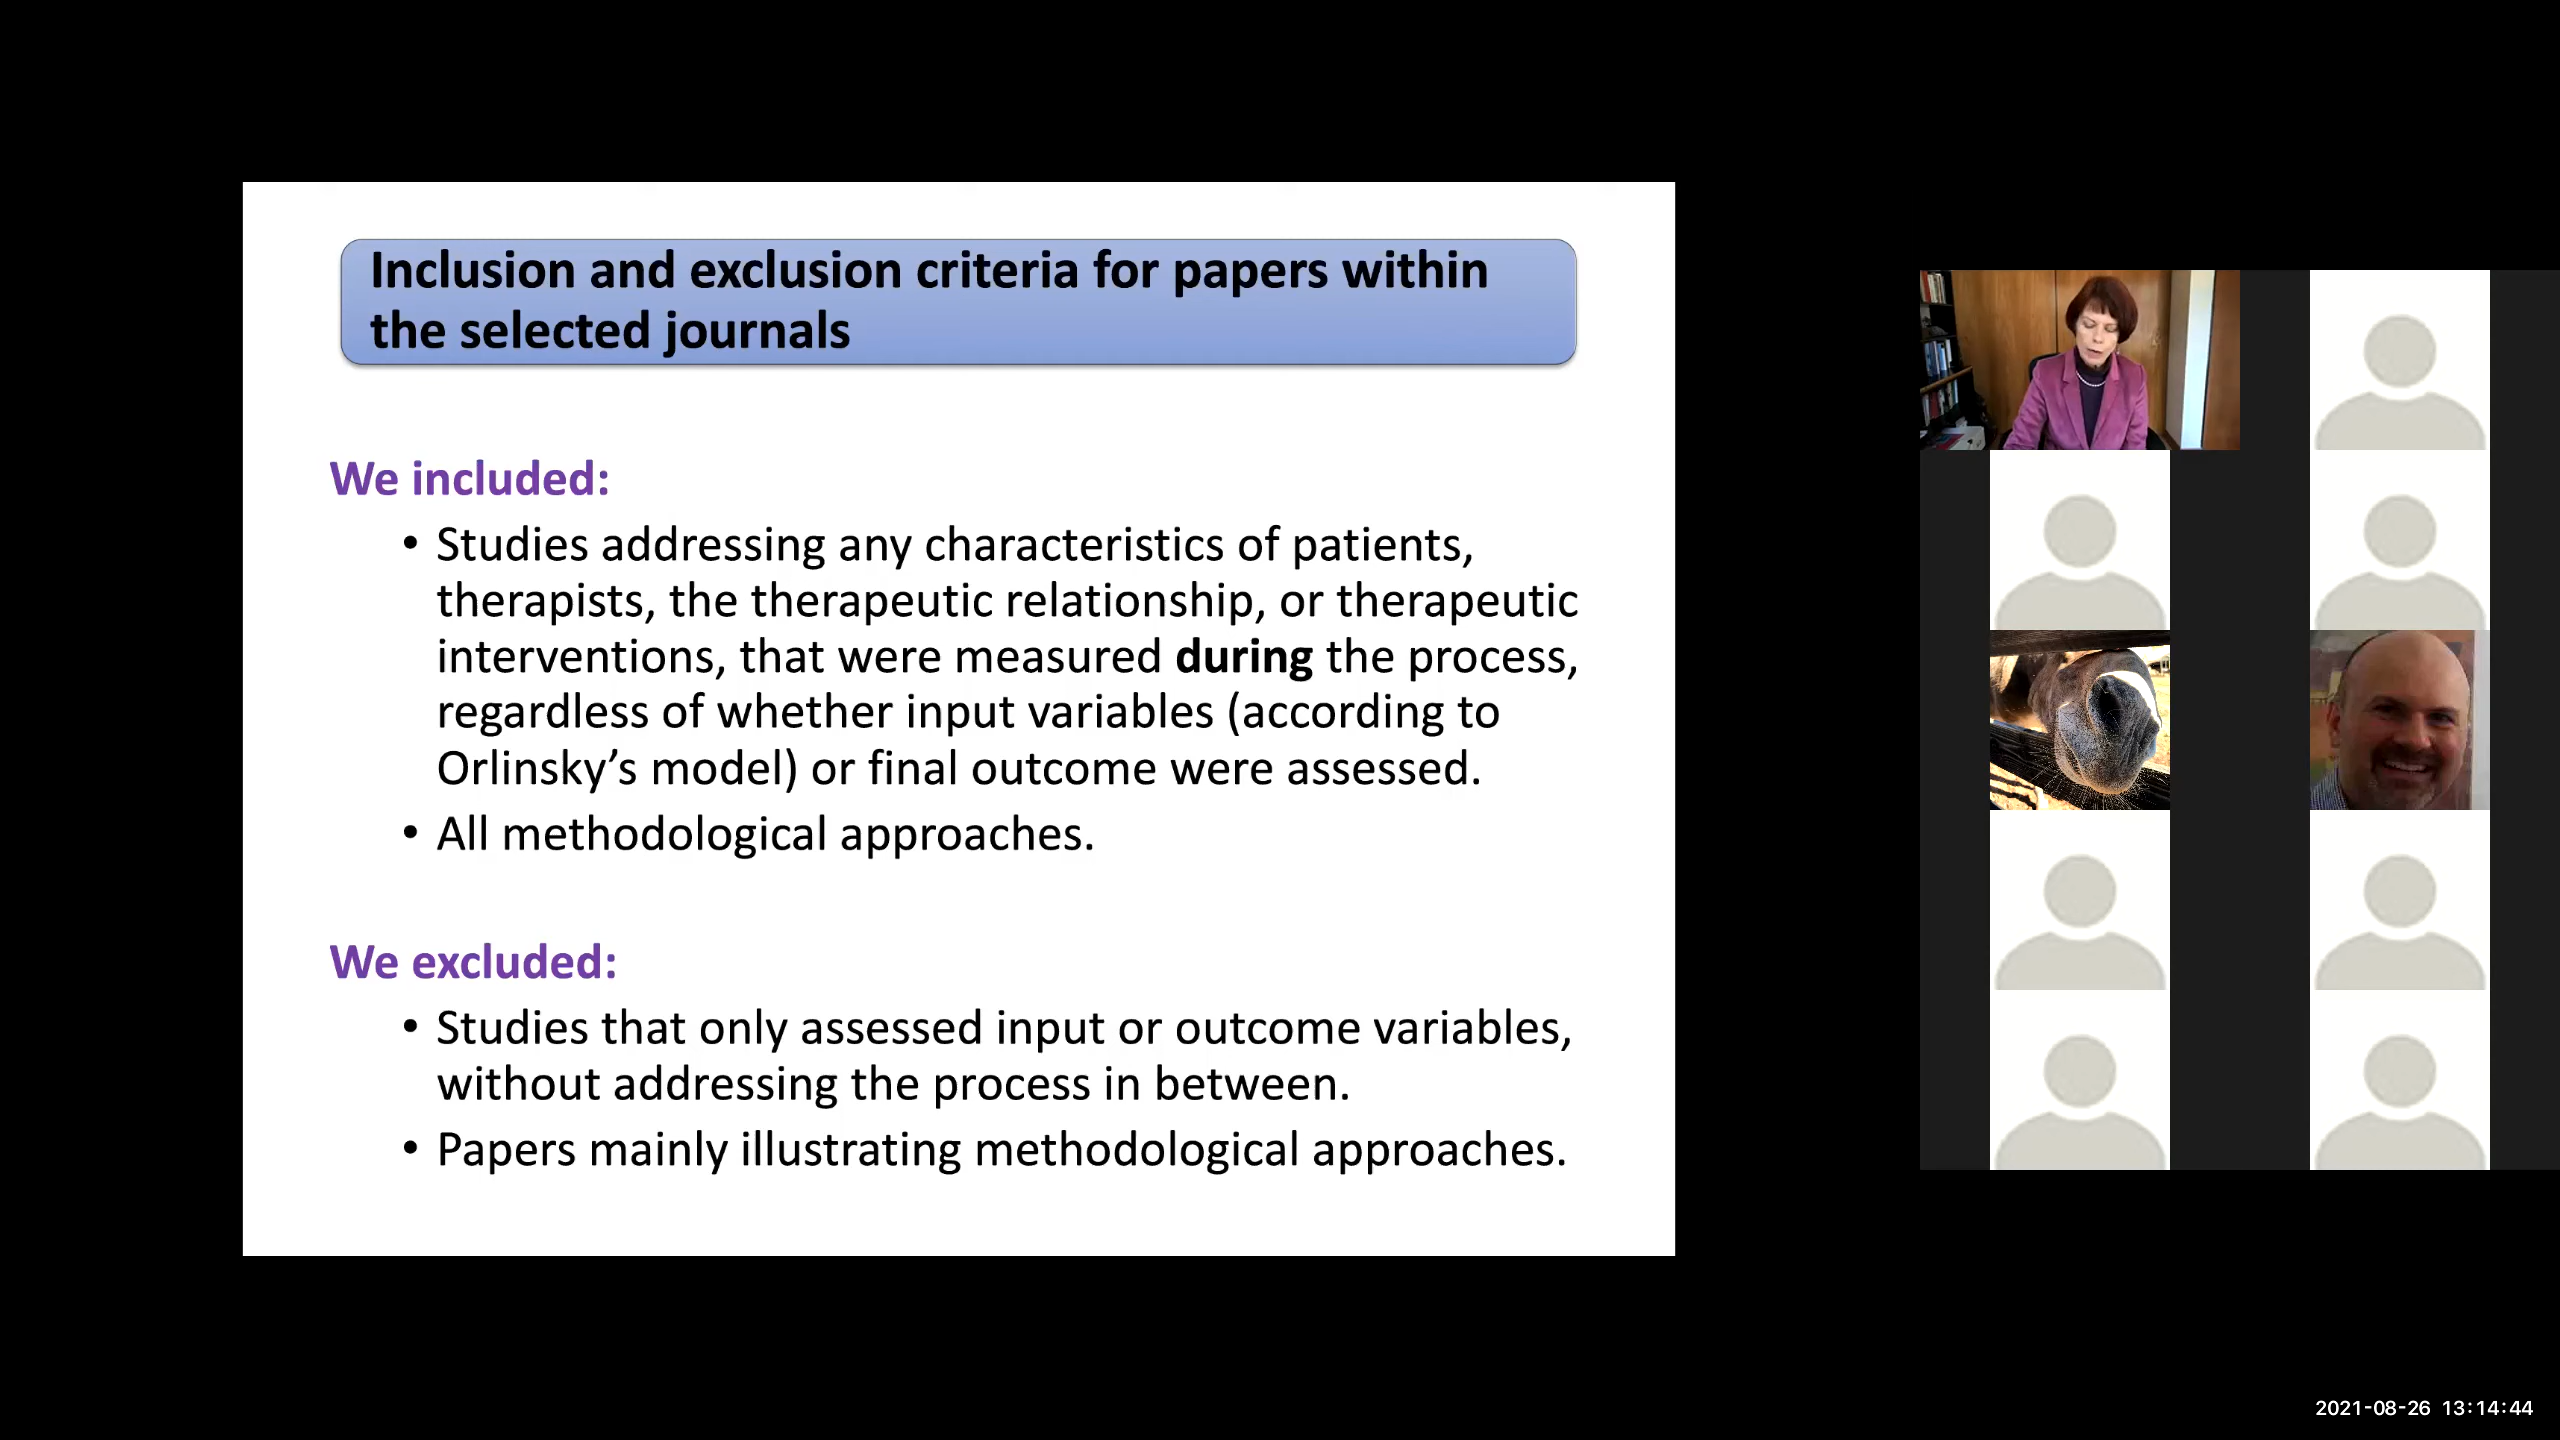 Inclusion and exclusion criteria for papers within
the selected journals
We included:
• Studies addressing any characteristics of patients,
therapists, the therapeutic relationship, or therapeutic
interventions, that were measured during the process,
regardless of whether input variables (according to
Orlinsky’s model) or final outcome were assessed.
• All methodological approaches.
We excluded:
• Studies that only assessed input or outcome variables,
without addressing the process in between.
• Papers mainly illustrating methodological approaches.
2021-08-26 13:14:44